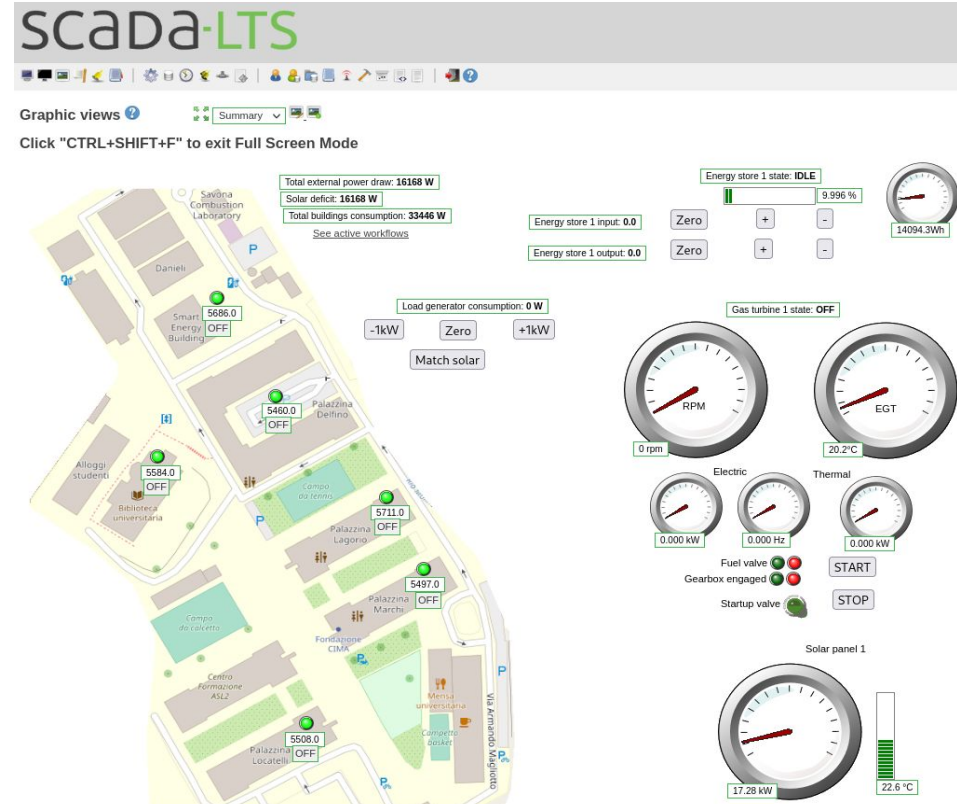 scada-LTS
Graphic views
Summary
Click "CTRL+SHIFT+F" to exit Full Screen Mode
Total external power draw: 16168 W
Solar deficit: 16168 W
Total buildings consumption: 33446 W
See active workflows
Energy store 1 state: IDLE
9.996 %
14094.3Wh
Energy store 1 input: 0.0
Zero
+
-
Energy store 1 output: 0.0
Zero
+
-
Load generator consumption: 0 W
-1kW
Zero
+1kW
Match solar
Savona
Combustion
Laboratory
P
Danieli
Smart
Energy
Building
5686.0
OFF
5460.0
OFF
Palazzina
Delfino
Alloggi
studenti
5584.0
OFF
Biblioteca
universitaria
Campo
da tennis
P
5711.0
OFF
Palazzina
Lagorio
5497.0
OFF
Palazzina
Marchi
Campo
da calcetto
Fondazione
CIMA
P
P
Centro
Formazione
ASL2
Mensa
universitaria
Via Armando Magliotto
Campetto
basket
5508.0
OFF
Palazzina
Locatelli
P
P
Gas turbine 1 state: OFF
RPM
0 rpm
EGT
20.2°C
Electric
Thermal
0.000 kW
0.000 Hz
0.000 kW
Fuel valve
START
Gearbox engaged
Startup valve
STOP
Solar panel 1
17.28 kW
22.6 °C